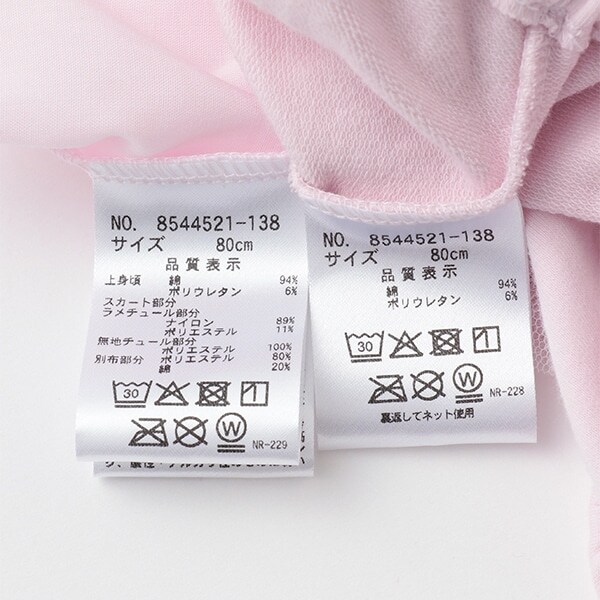 NO. 8544521-138
サイズ 80cm
品質表示
上身頃 綿 94%
ポリウレタン 6%
スカート部分
ラメチュール部分
ナイロン 89%
ポリエステル 11%
無地チュール部分
ポリエステル 100%
別布部分 ポリエステル 80%
綿 20%
30
1
W
NR-229
NO. 8544521-138
サイズ 80cm
品質表示
綿 94%
ポリウレタン 6%
30
1
W
NR-228
裏返してネット使用